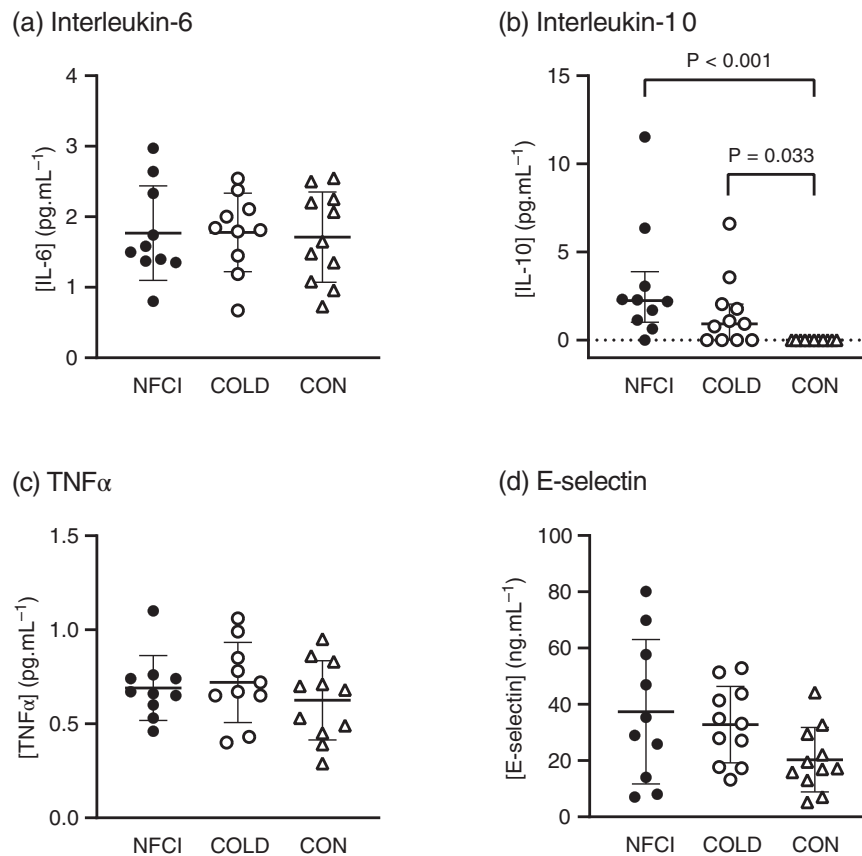 (a) Interleukin-6
4
3
2
1
0
[IL-6] (pg.mL−1)
NFCI COLD CON
(b) Interleukin-10
P < 0.001
P = 0.033
15
10
5
0
[IL-10] (pg.mL−1)
NFCI COLD CON
(c) TNFα
1.5
1.0
0.5
0.0
[TNFα] (pg.mL−1)
NFCI COLD CON
(d) E-selectin
100
80
60
40
20
0
[E-selectin] (ng.mL−1)
NFCI COLD CON